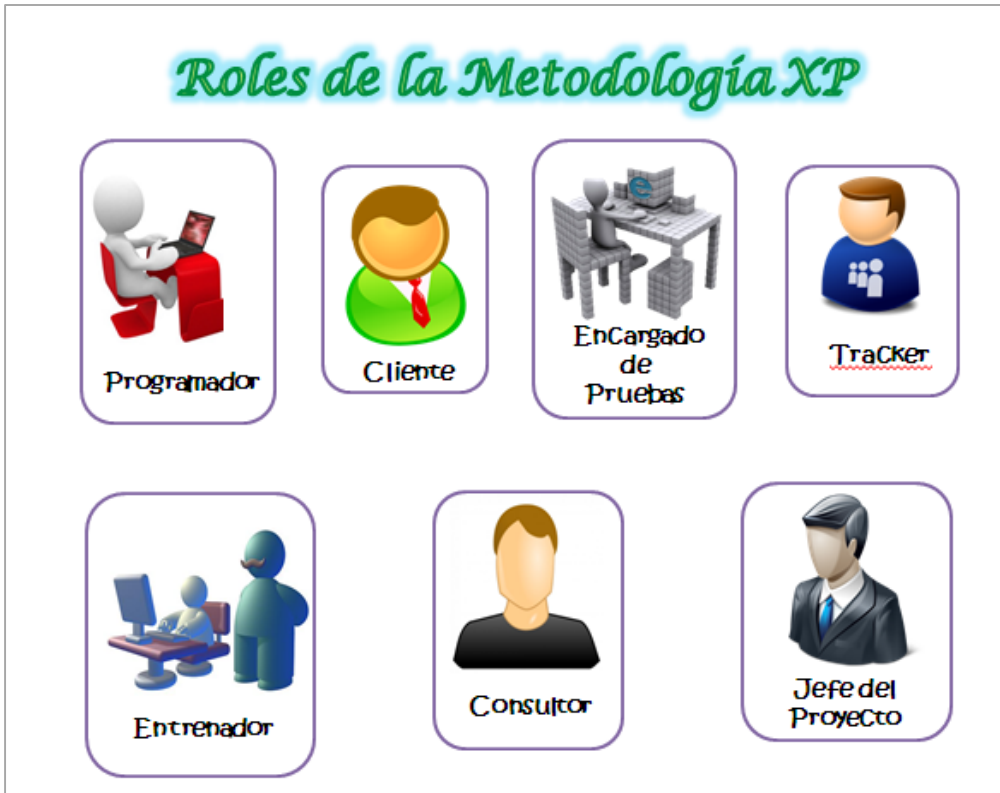 Roles de la Metodología XP
Programador
Cliente
Encargado
de
Pruebas
Tracker
Entrenador
Consultor
Jefe del
Proyecto